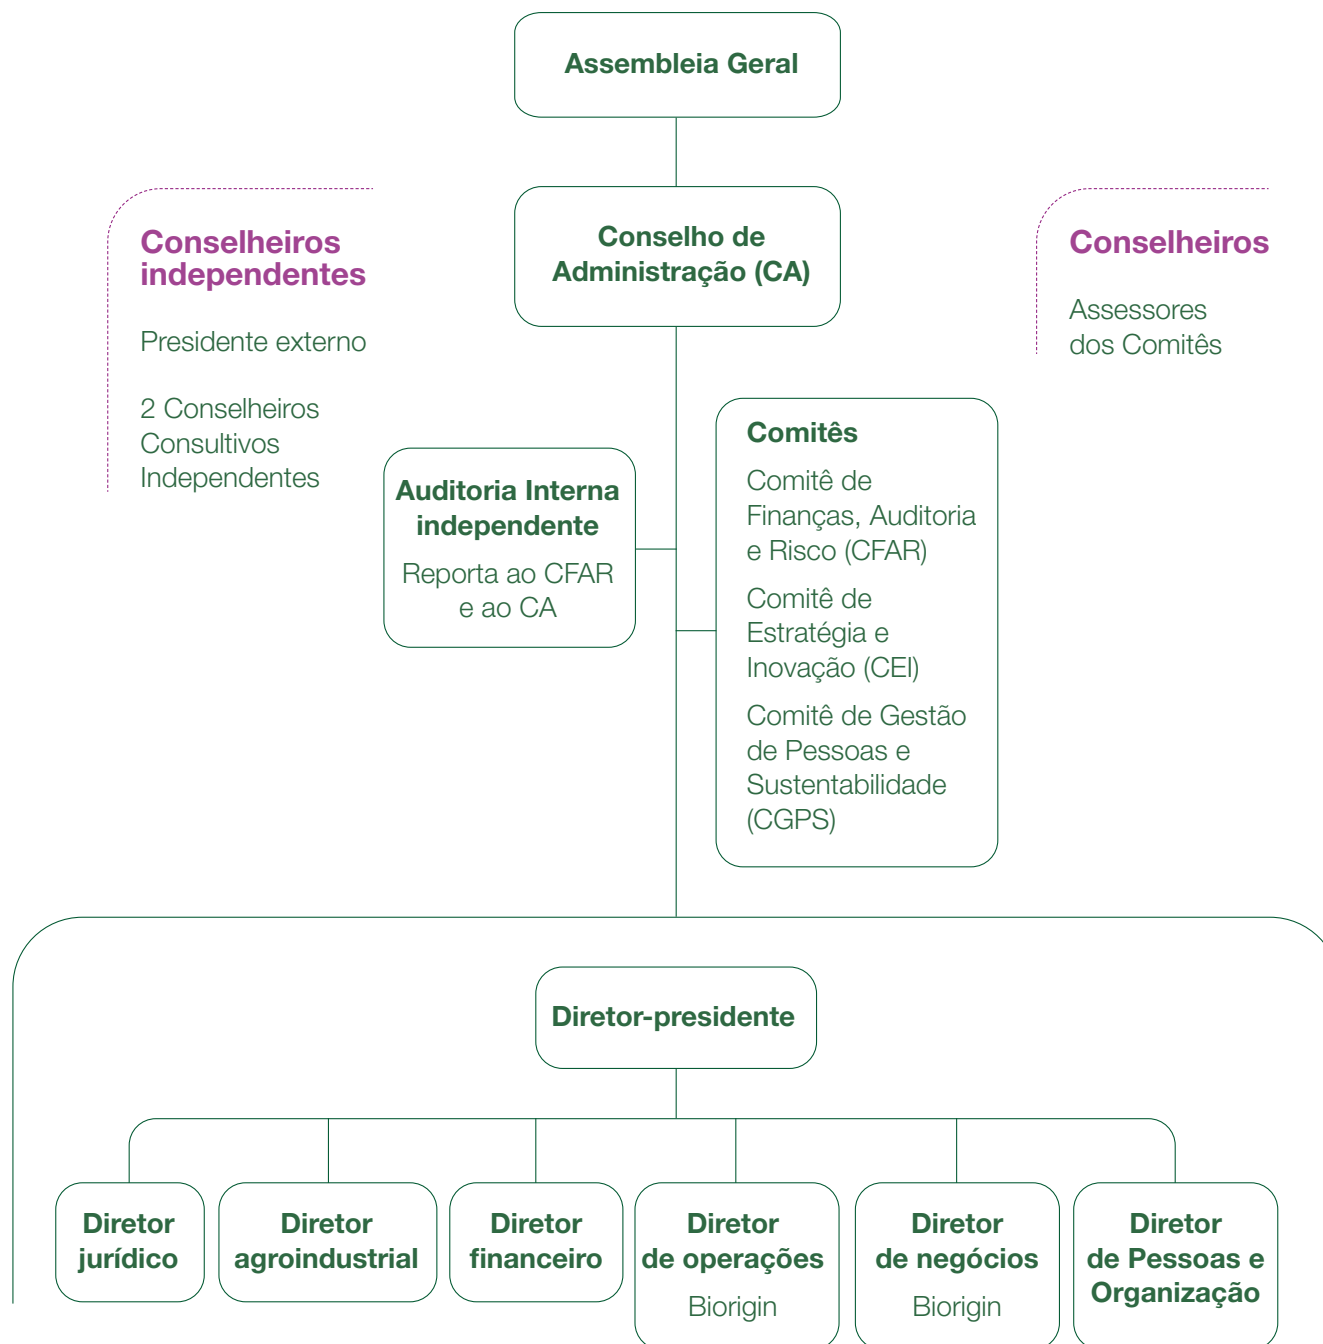 Assembleia Geral
Conselho de
Administração (CA)
Conselheiros
independentes
Presidente externo
2 Conselheiros
Consultivos
Independentes
Conselheiros
Assessores
dos Comitês
Auditoria Interna
independente
Reporta ao CFAR
e ao CA
Comitês
Comitê de
Finanças, Auditoria
e Risco (CFAR)
Comitê de
Estratégia e
Inovação (CEI)
Comitê de Gestão
de Pessoas e
Sustentabilidade
(CGPS)
Diretor-presidente
Diretor
jurídico
Diretor
agroindustrial
Diretor
financeiro
Diretor
de operações
Biorigin
Diretor
de negócios
Biorigin
Diretor
de Pessoas e
Organização